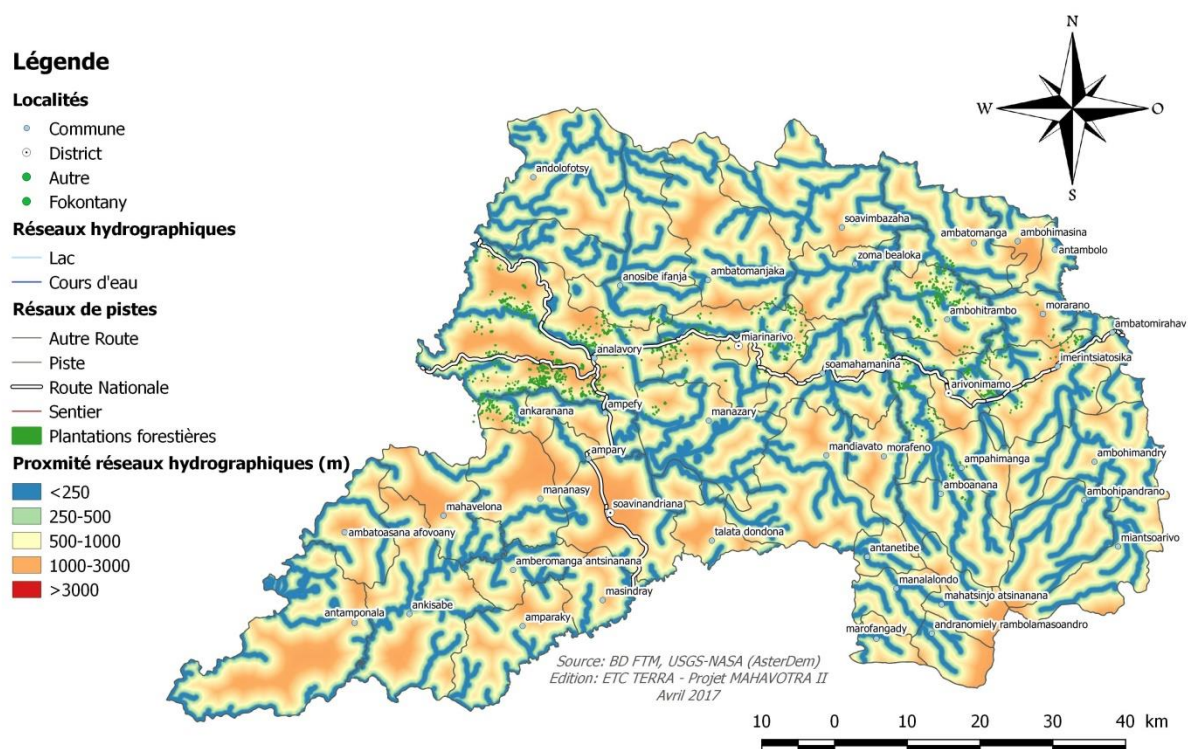 Légende
Localités
Commune
District
Autre
Fokontany
Réseaux hydrographiques
Lac
Cours d'eau
Résaux de pistes
Autre Route
Piste
Route Nationale
Sentier
Plantations forestières
Proxmité réseaux hydrographiques (m)
<250
250-500
500-1000
1000-3000
>3000
N
W
O
S
andolofotsy
soavimbazaha
ambatomanga
ambohimasina
antambolo
zoma bealoka
anosibe ifanja
ambatomanjaka
ambohitrambo
morarano
ambatomirahav
miarinarivo
analavory
soamahamanina
imerintsiatosika
arivonimamo
ampefy
ankaranana
manazary
ampary
mandiavato
morafeno
ampahimanga
ambohimandry
mananasy
amboanana
ambohipandrano
mahavelona
soavinandriana
ambatoasana afovoany
talata dondona
miantsoarivo
antanetibe
amberomanga antsinanana
manalalondo
masindray
mahatsinjo atsinanana
antamponala
ankisabe
amparaky
andranomiely rambolamasoandro
marofangady
Source: BD FTM, USGS-NASA (AsterDem)
Edition: ETC TERRA - Projet MAHAVOTRA II
Avril 2017
10 0 10 20 30 40 km